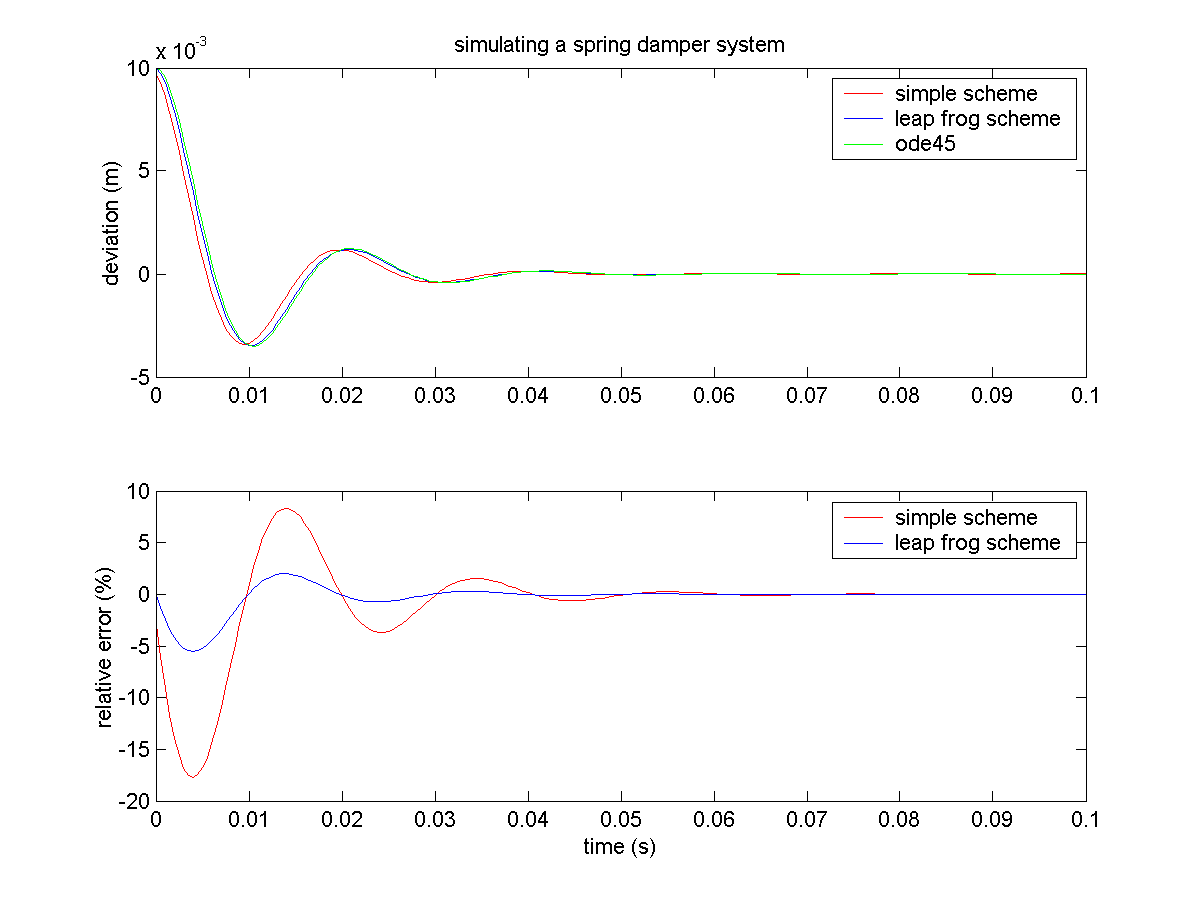 simulating a spring damper system
x 10-3
10
5
0
-5
deviation (m)
simple scheme
leap frog scheme
ode45
0 0.01 0.02 0.03 0.04 0.05 0.06 0.07 0.08 0.09 0.1
10
5
0
-5
-10
-15
-20
relative error (%)
simple scheme
leap frog scheme
0 0.01 0.02 0.03 0.04 0.05 0.06 0.07 0.08 0.09 0.1
time (s)